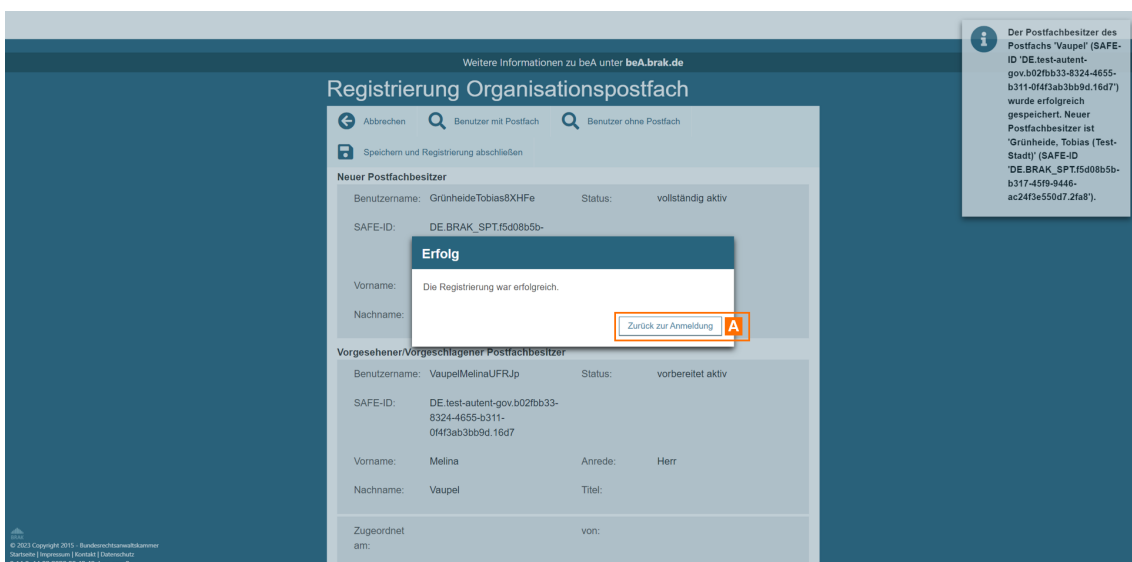 Weitere Informationen zu beA unter beA.brak.de
Registrierung Organisationspostfach
Abbrechen Benutzer mit Postfach Benutzer ohne Postfach
Speichern und Registrierung abschließen
Neuer Postfachbesitzer
Benutzername: GrünheideTobias8XHFe Status: vollständig aktiv
SAFE-ID: DE.BRAK_SPT.f5d08b5b-
Vorname:
Nachname:
Erfolg
Die Registrierung war erfolgreich.
Zurück zur Anmeldung A
Vorgesehener/Vorgeschlagener Postfachbesitzer
Benutzername: VaupelMelinaUFRJp Status: vorbereitet aktiv
SAFE-ID: DE.test-autent-gov.b02fbb33-
8324-4655-b311-
0f4f3ab3bb9d.16d7
Vorname: Melina Anrede: Herr
Nachname: Vaupel Titel:
Zugeordnet von:
am:
Der Postfachbesitzer des
Postfachs 'Vaupel' (SAFE-
ID 'DE.test-autent-
gov.b02fbb33-8324-4655-
b311-0f4f3ab3bb9d.16d7')
wurde erfolgreich
gespeichert. Neuer
Postfachbesitzer ist
'Grünheide, Tobias (Test-
Stadt)' (SAFE-ID
'DE.BRAK_SPT.f5d08b5b-
b317-45f9-9446-
ac24f3e550d7.2fa8').
BRAK
© 2023 Copyright 2015 - Bundesrechtsanwaltskammer
Startseite | Impressum | Kontakt | Datenschutz